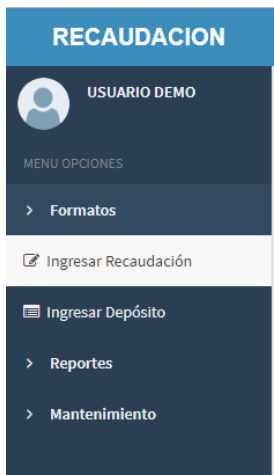 RECAUDACION
USUARIO DEMO
MENU OPCIONES
> Formatos
Ingresar Recaudación
Ingresar Depósito
> Reportes
> Mantenimiento